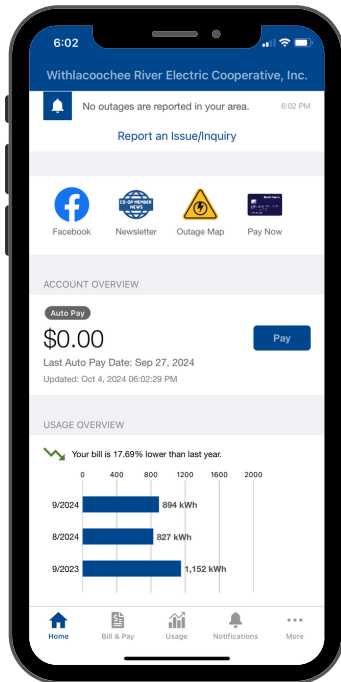 6:02
Withlacoochee River Electric Cooperative, Inc.
No outages are reported in your area.
6:02 PM
Report an Issue/Inquiry
CO-OP MEMBER
NEWS
Facebook
Newsletter
Outage Map
Pay Now
ACCOUNT OVERVIEW
Auto Pay
$0.00
Pay
Last Auto Pay Date: Sep 27, 2024
Updated: Oct 4, 2024 06:02:29 PM
USAGE OVERVIEW
Your bill is 17.69% lower than last year.
0 400 800 1200 1600 2000
9/2024 894 kWh
8/2024 827 kWh
9/2023 1,152 kWh
Home
Bill & Pay
Usage
Notifications
More